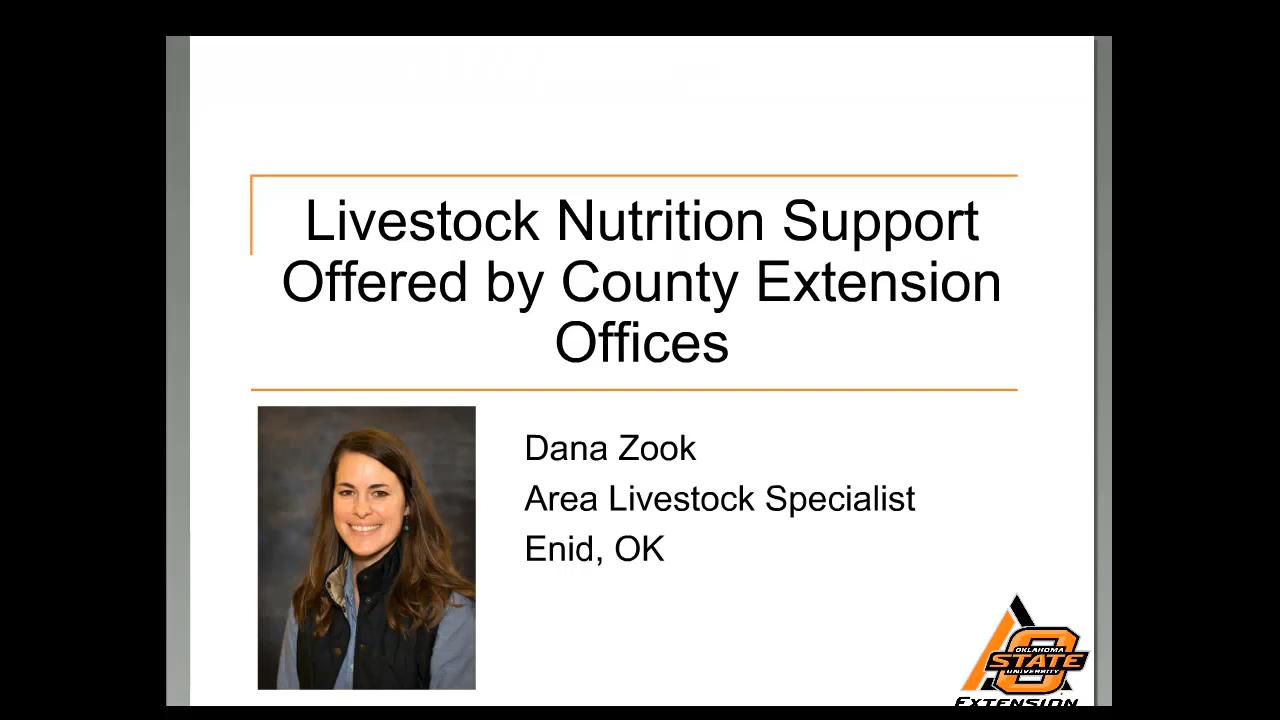 Livestock Nutrition Support
Offered by County Extension
Offices
Dana Zook
Area Livestock Specialist
Enid, OK
OKLAHOMA
STATE
UNIVERSITY
EXTENSION